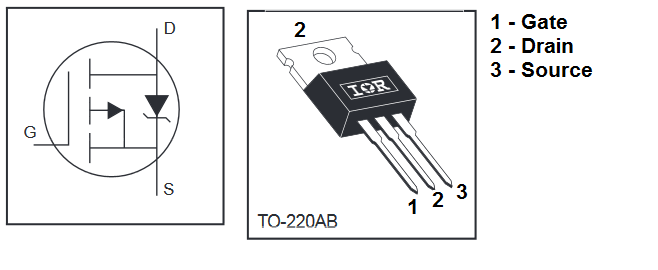 D
G
S
2
IOR
1
2
3
TO-220AB
1 - Gate
2 - Drain
3 - Source